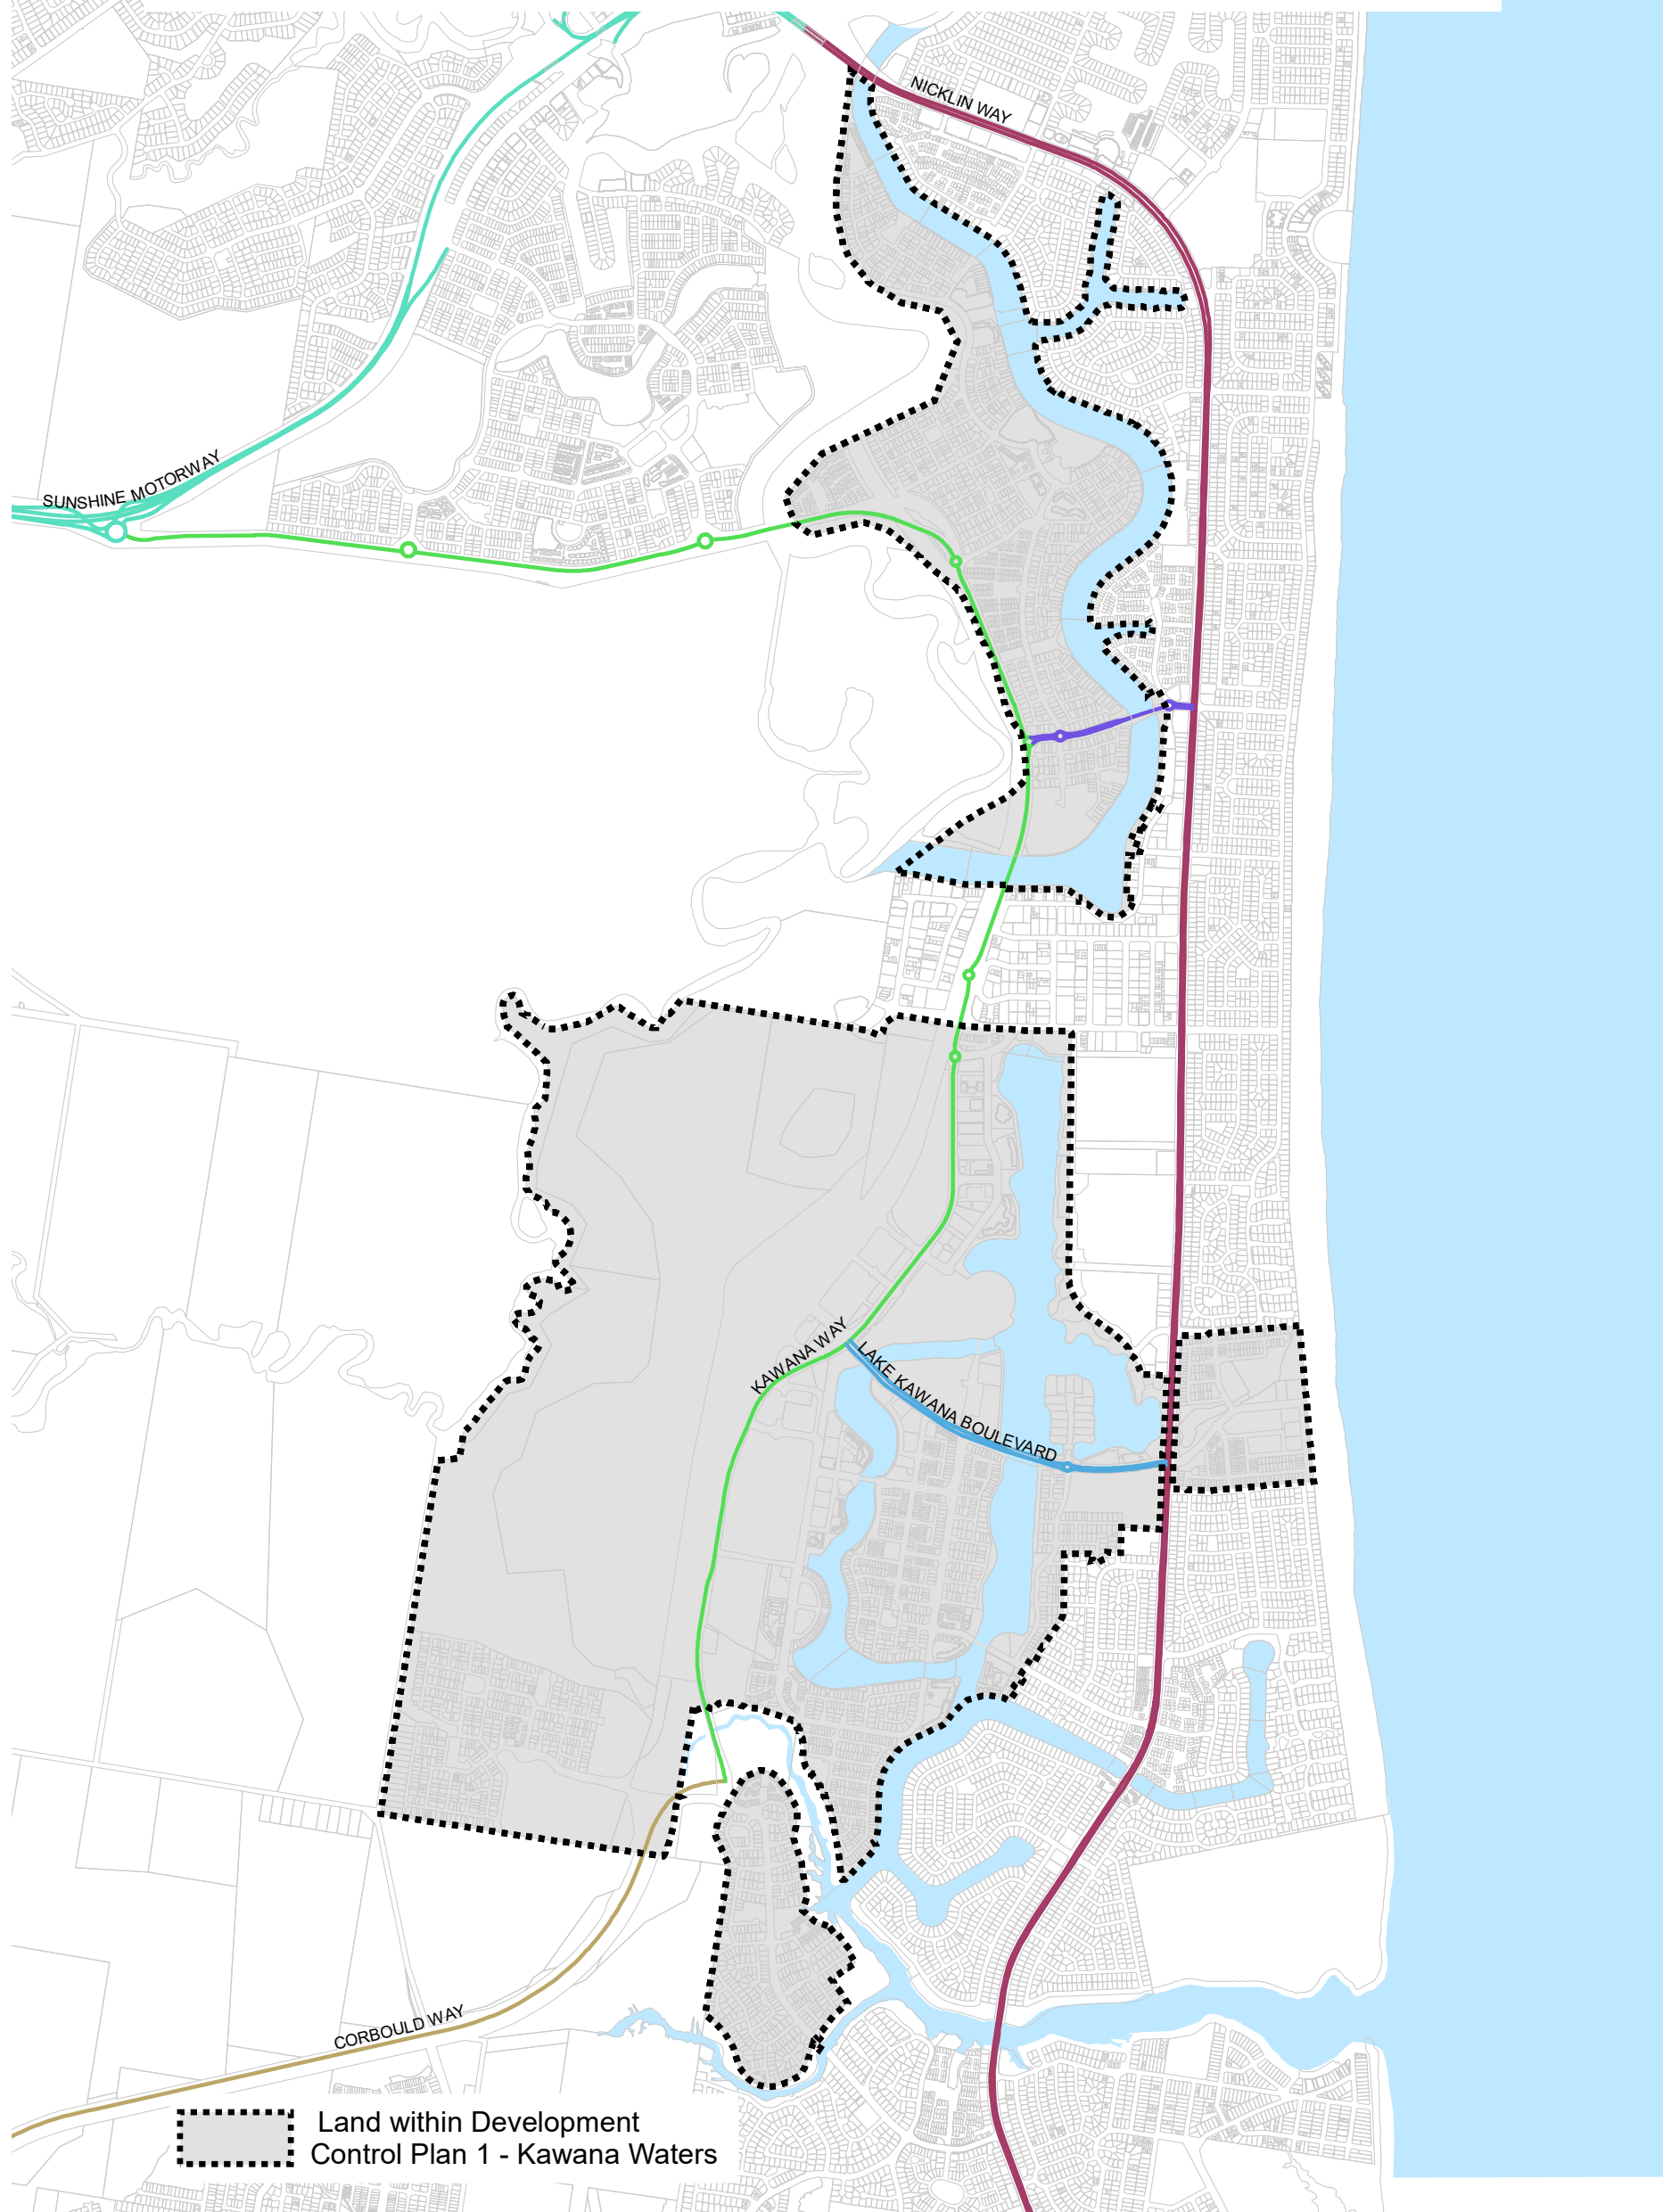 NICKLIN WAY
SUNSHINE MOTORWAY
KAWANA WAY
LAKE KAWANA BOULEVARD
CORBOULD WAY
Land within Development
Control Plan 1 - Kawana Waters